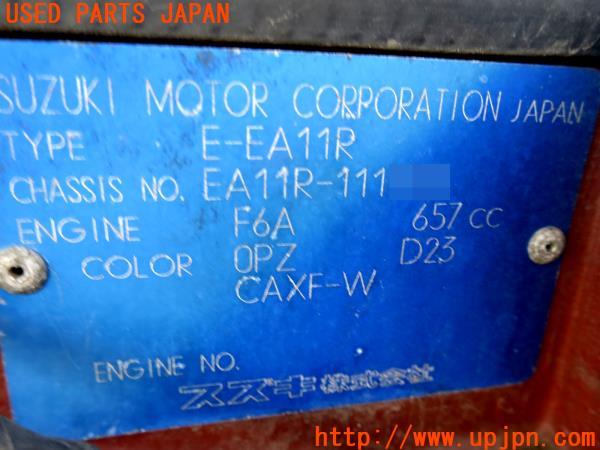 USED PARTS JAPAN
SUZUKI MOTOR CORPORATION JAPAN
TYPE E-EA11R
CHASSIS NO. EA11R-111
ENGINE F6A 657 CC
COLOR 0PZ D23
CAXF-W
ENGINE NO.
スズキ株式会社
http://www.upjpn.com/